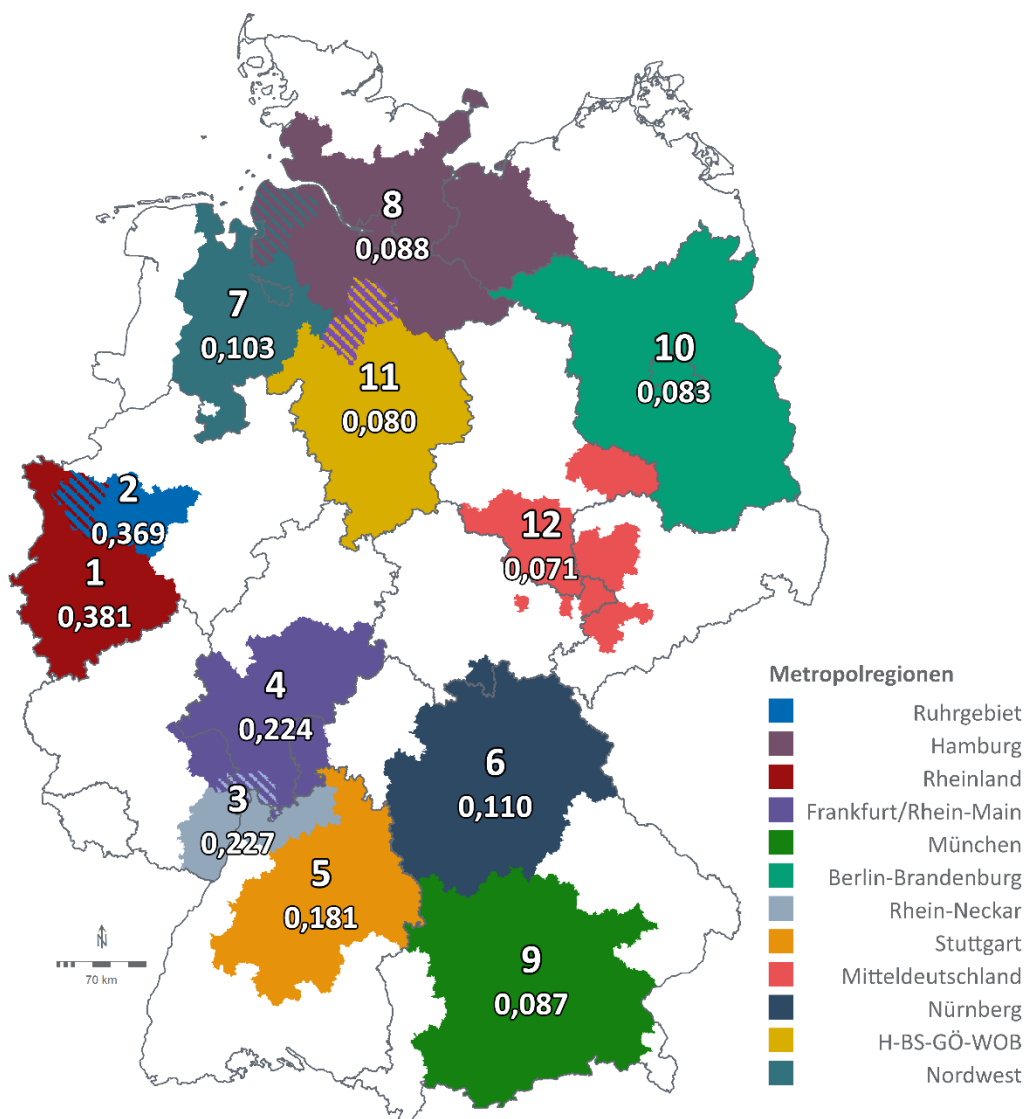 8
0,088
7
0,103
10
0,083
11
0,080
2
0,369
12
0,071
1
0,381
4
0,224
6
0,110
3
0,227
5
0,181
9
0,087
N
70 km
Metropolregionen
Ruhrgebiet
Hamburg
Rheinland
Frankfurt/Rhein-Main
München
Berlin-Brandenburg
Rhein-Neckar
Stuttgart
Mitteldeutschland
Nürnberg
H-BS-GÖ-WOB
Nordwest